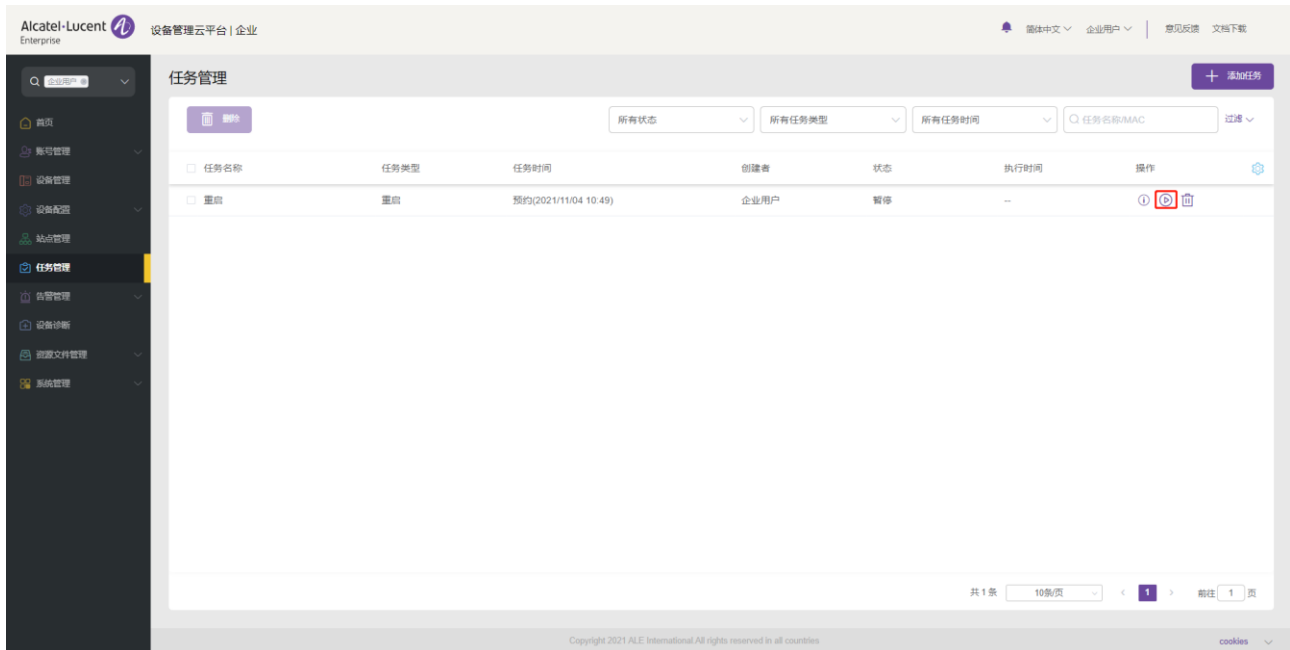 Alcatel·Lucent
Enterprise
设备管理云平台 | 企业
简体中文 企业用户 意见反馈 文档下载
企业用户
首页
账号管理
设备管理
设备配置
站点管理
任务管理
告警管理
设备诊断
资源文件管理
系统管理
任务管理
添加任务
删除 所有状态 所有任务类型 所有任务时间 任务名称/MAC 过滤
任务名称 任务类型 任务时间 创建者 状态 执行时间 操作
重启 重启 预约(2021/11/04 10:49) 企业用户 暂停 --
共 1 条 10条/页 < 1 > 前往 1 页
Copyright 2021 ALE International.All rights reserved in all countries
cookies